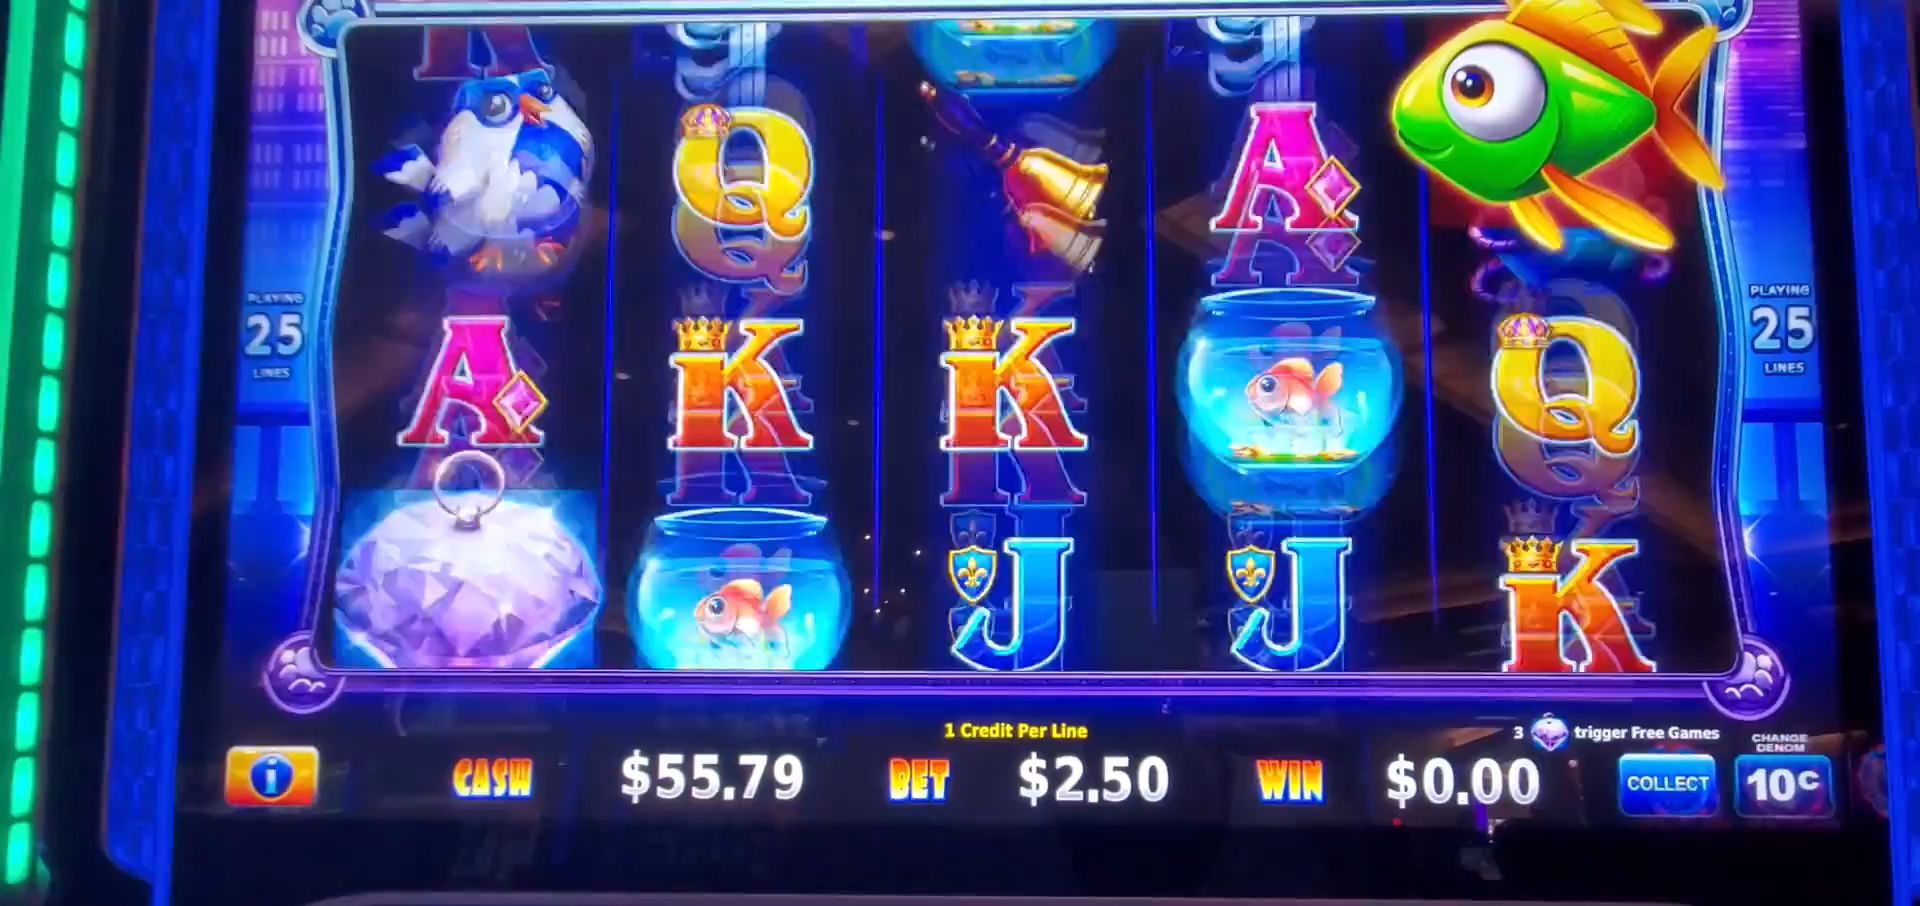 A
Q
A
PLAYING
25
LINES
A
K
K
Q
PLAYING
25
LINES
J
J
K
1 Credit Per Line
3 trigger Free Games
CHANGE
DENOM
i
CASH
$55.79
BET
$2.50
WIN
$0.00
COLLECT
10¢